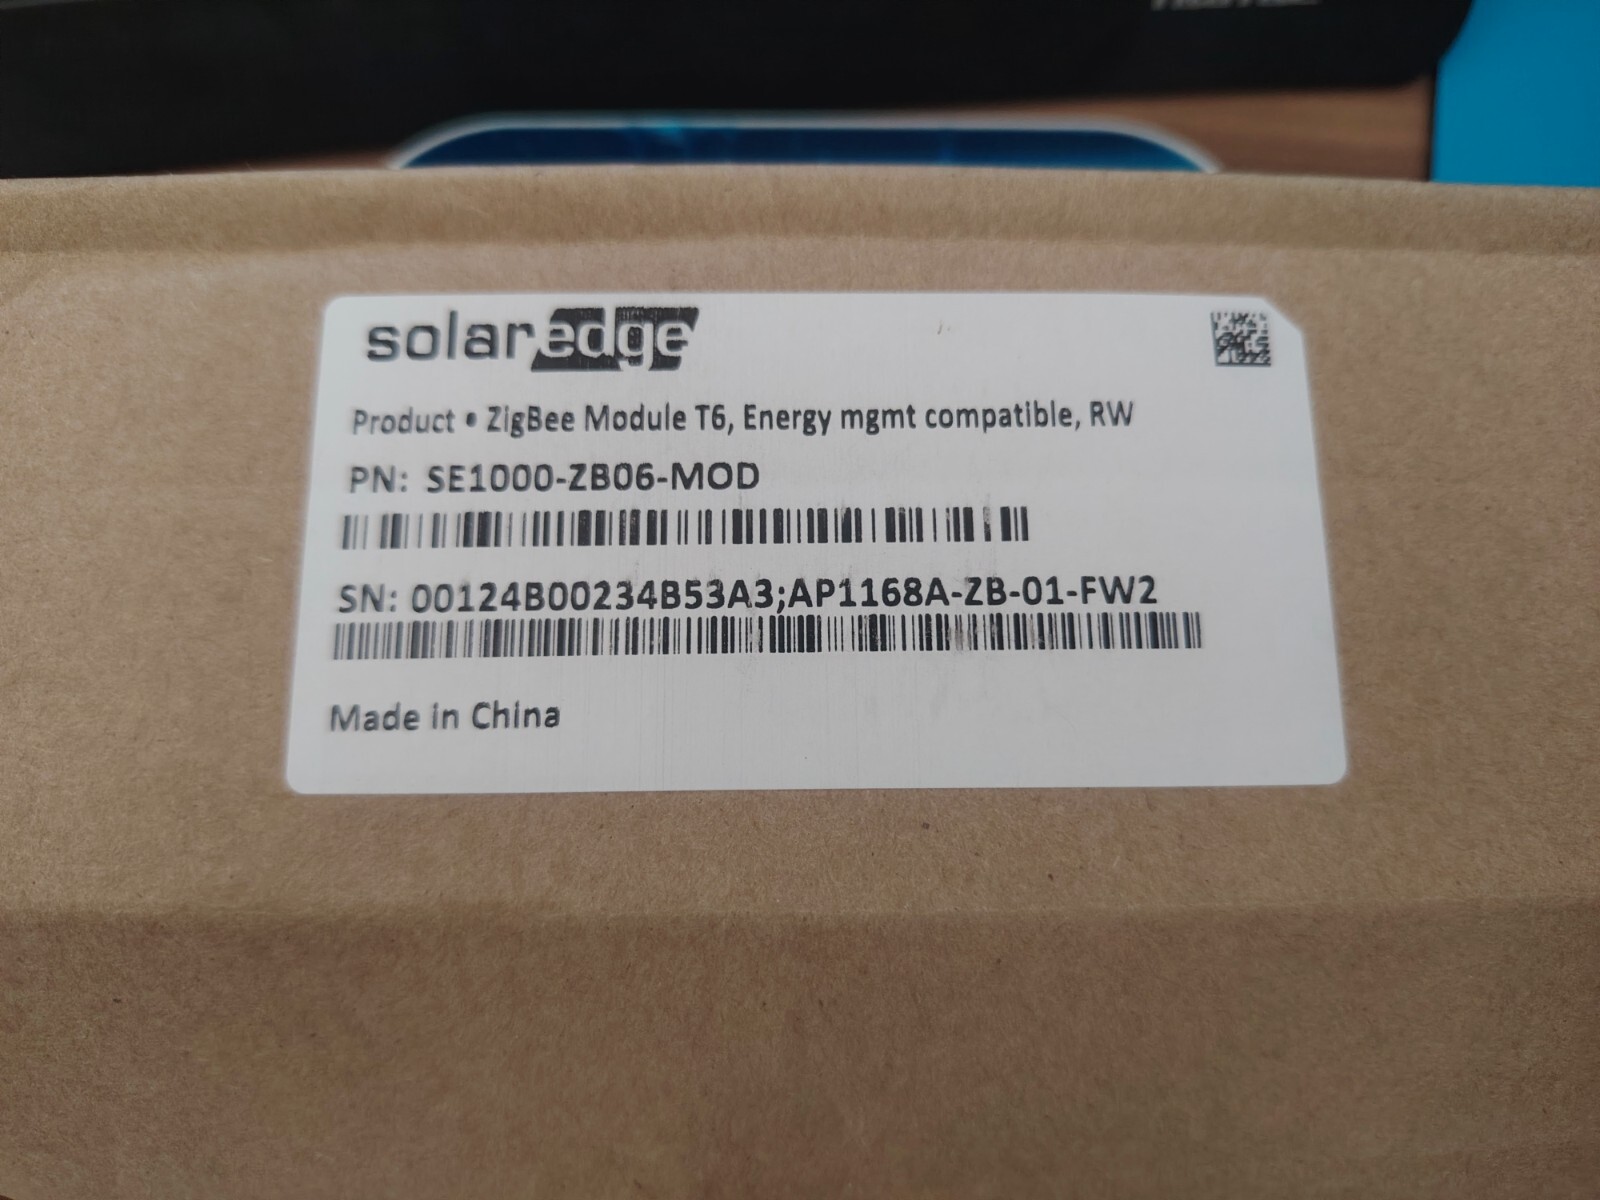 solaredge
Product • ZigBee Module T6, Energy mgmt compatible, RW
PN: SE1000-ZB06-MOD
SN: 00124B00234B53A3;AP1168A-ZB-01-FW2
Made in China